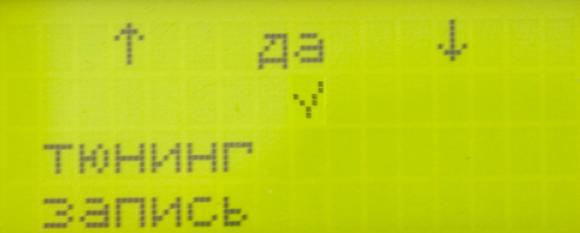 ↑ да ↓
√
тюнинг
запись